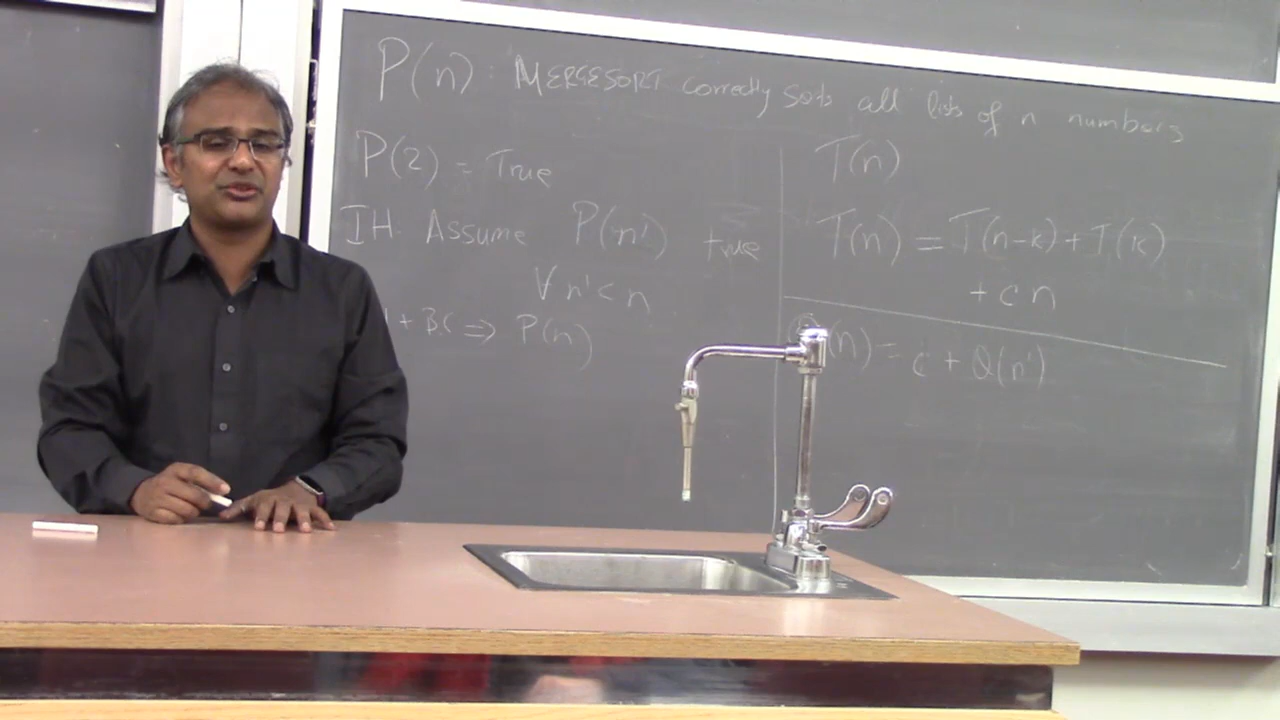 P(n): MERGESORT correctly sorts all lists of n numbers
P(2) = True
IH: Assume P(n') true
∀ n' < n
+ BC ⇒ P(n)
T(n)
T(n) = T(n-k) + T(k)
+ cn
(n) = c + Q(n')